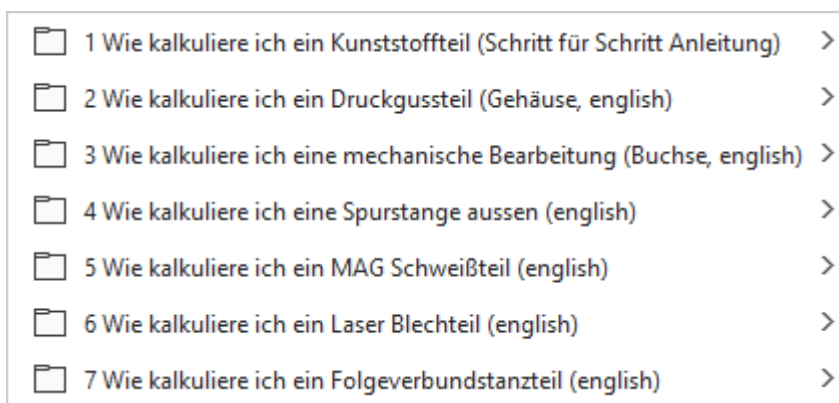 1 Wie kalkuliere ich ein Kunststoffteil (Schritt für Schritt Anleitung)
2 Wie kalkuliere ich ein Druckgussteil (Gehäuse, english)
3 Wie kalkuliere ich eine mechanische Bearbeitung (Buchse, english)
4 Wie kalkuliere ich eine Spurstange aussen (english)
5 Wie kalkuliere ich ein MAG Schweißteil (english)
6 Wie kalkuliere ich ein Laser Blechteil (english)
7 Wie kalkuliere ich ein Folgeverbundstanzteil (english)